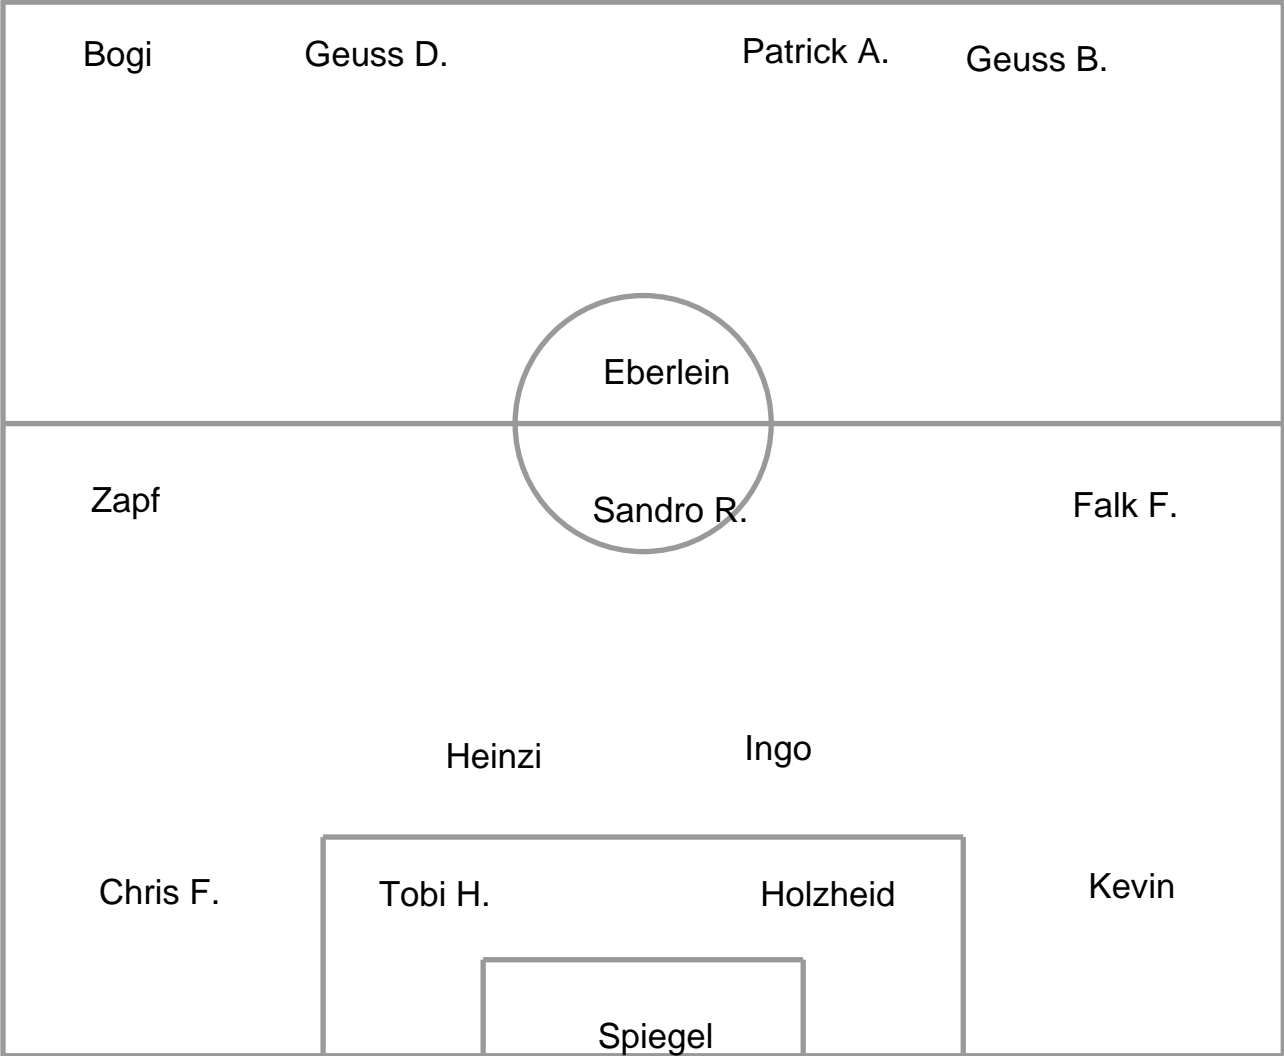 Bogi Geuss D. Patrick A. Geuss B.
Eberlein
Zapf Sandro R. Falk F.
Heinzi Ingo
Chris F. Tobi H. Holzheid Kevin
Spiegel